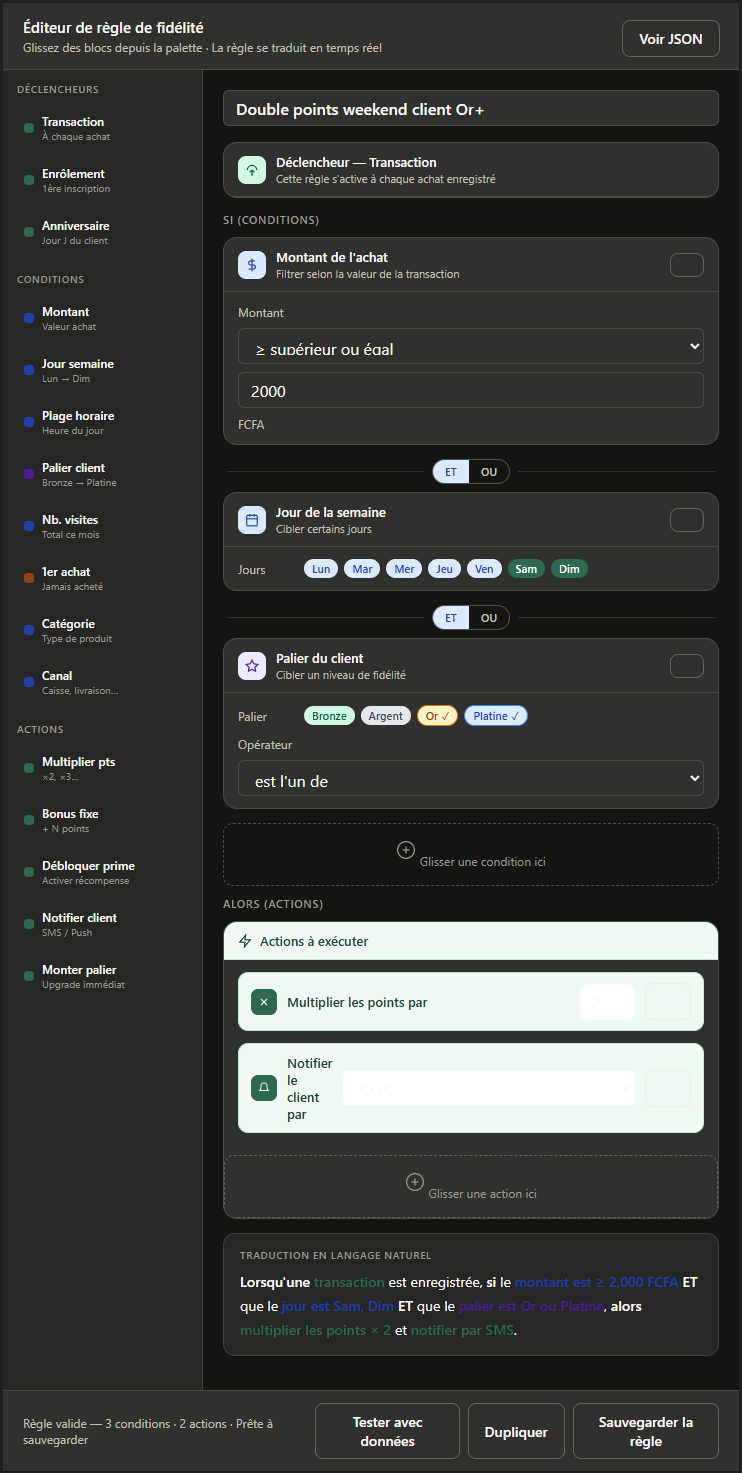 Éditeur de règle de fidélité
Glissez des blocs depuis la palette · La règle se traduit en temps réel
Voir JSON
DÉCLENCHEURS
Transaction
À chaque achat
Enrôlement
1ère inscription
Anniversaire
Jour J du client
CONDITIONS
Montant
Valeur achat
Jour semaine
Lun → Dim
Plage horaire
Heure du jour
Palier client
Bronze → Platine
Nb. visites
Total ce mois
1er achat
Jamais acheté
Catégorie
Type de produit
Canal
Caisse, livraison...
ACTIONS
Multiplier pts
×2, ×3...
Bonus fixe
+ N points
Débloquer prime
Activer récompense
Notifier client
SMS / Push
Monter palier
Upgrade immédiat
Double points weekend client Or+
Déclencheur — Transaction
Cette règle s'active à chaque achat enregistré
SI (CONDITIONS)
Montant de l'achat
Filtrer selon la valeur de la transaction
Montant
≥ supérieur ou égal
2000
FCFA
ET OU
Jour de la semaine
Cibler certains jours
Jours Lun Mar Mer Jeu Ven Sam Dim
ET OU
Palier du client
Cibler un niveau de fidélité
Palier Bronze Argent Or ✓ Platine ✓
Opérateur
est l'un de
Glisser une condition ici
ALORS (ACTIONS)
Actions à exécuter
Multiplier les points par 2
Notifier
le
client
par
SMS
Glisser une action ici
TRADUCTION EN LANGAGE NATUREL
Lorsqu'une transaction est enregistrée, si le montant est ≥ 2,000 FCFA ET
que le jour est Sam, Dim ET que le palier est Or ou Platine, alors
multiplier les points × 2 et notifier par SMS.
Règle valide — 3 conditions · 2 actions · Prête à
sauvegarder
Tester avec
données
Dupliquer
Sauvegarder la
règle